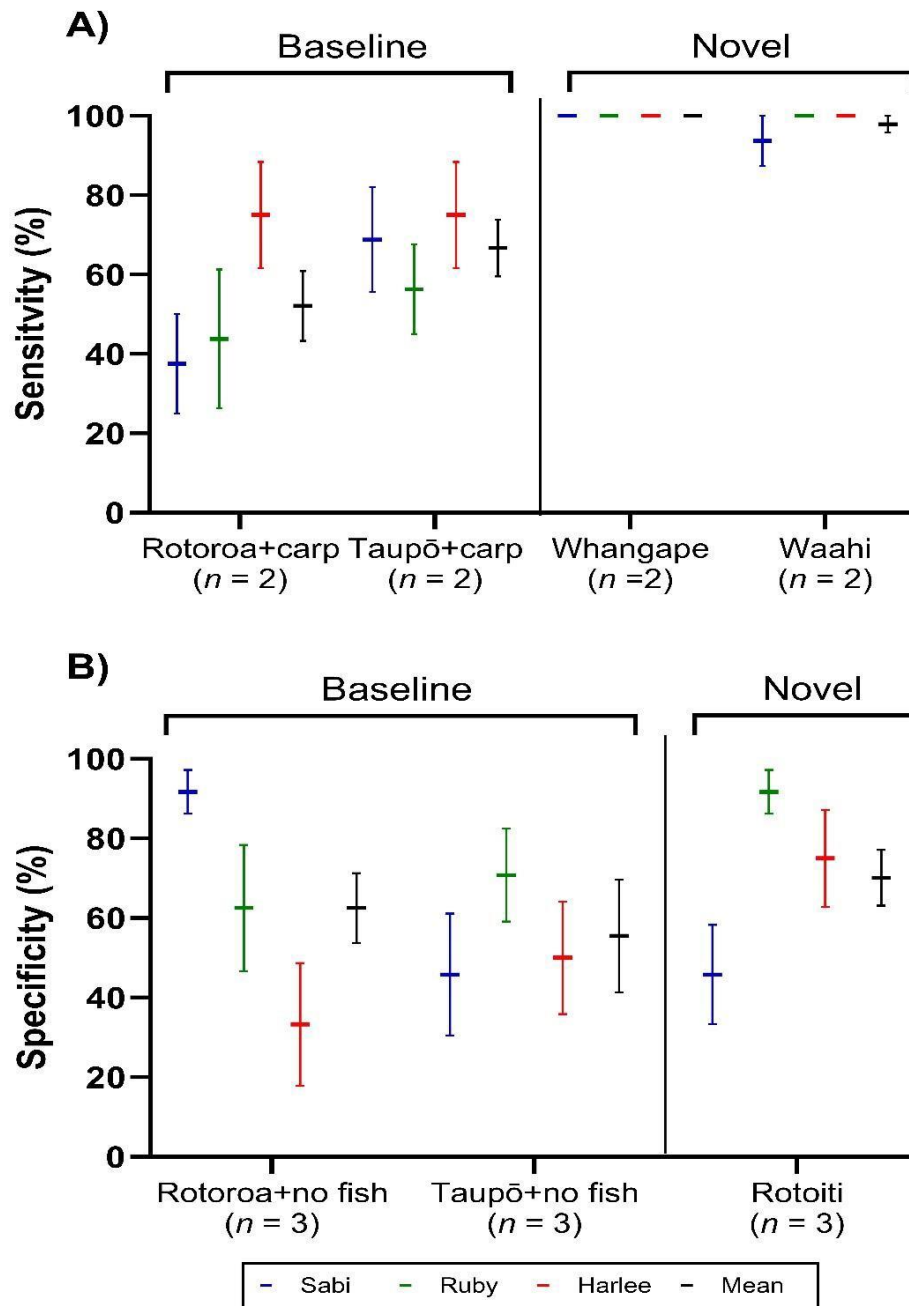 A)
Baseline Novel
100
80
60
40
20
0
Sensitvity (%)
Rotoroa+carp Taupō+carp Whangape Waahi
(n = 2) (n = 2) (n =2) (n = 2)
B)
Baseline Novel
100
80
60
40
20
0
Specificity (%)
Rotoroa+no fish Taupō+no fish Rotoiti
(n = 3) (n = 3) (n = 3)
Sabi Ruby Harlee Mean